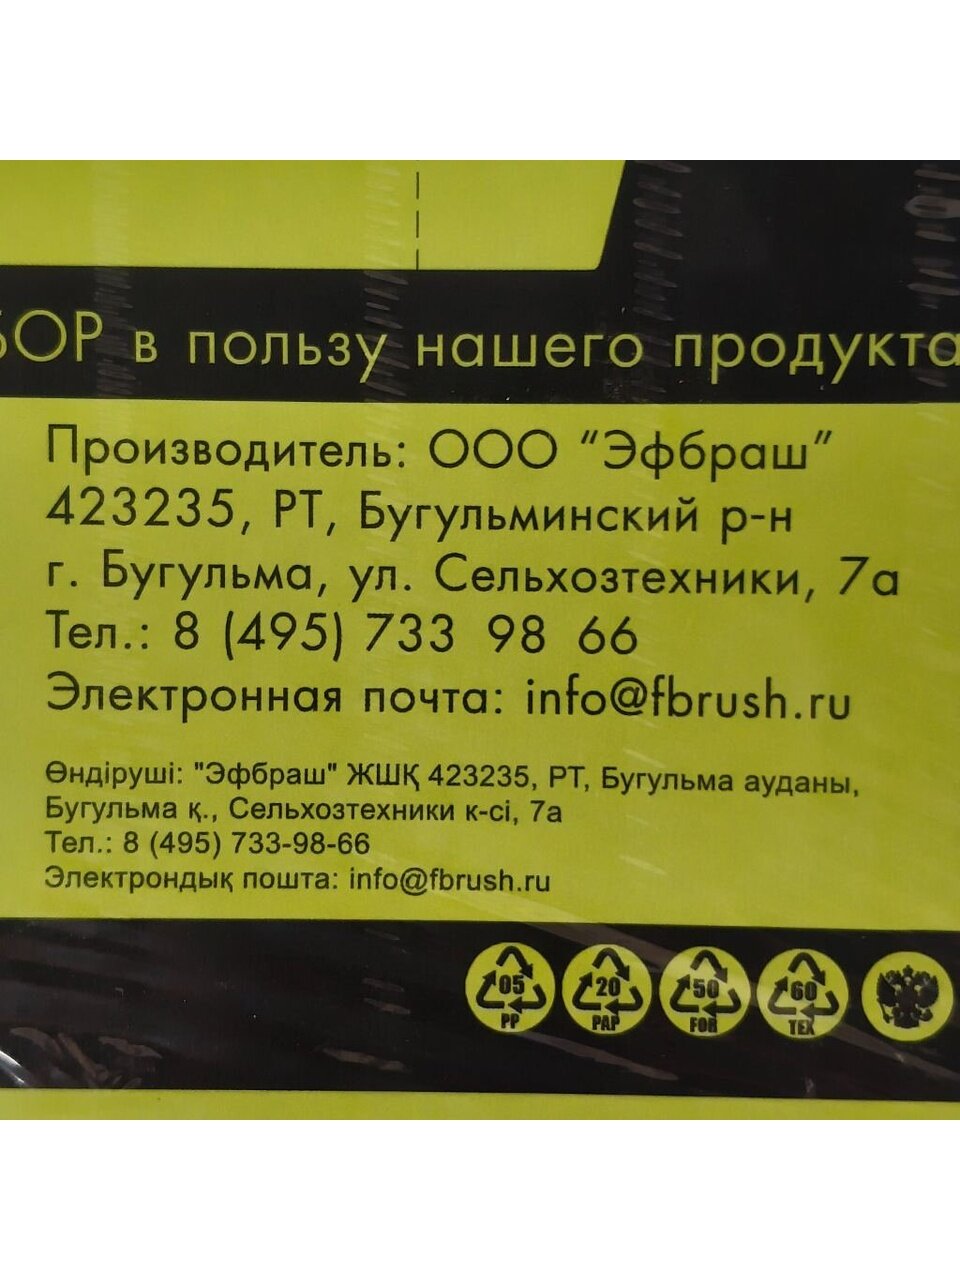 в пользу нашего продукта
Производитель: ООО “Эфбраш”
423235, РТ, Бугульминский р-н
г. Бугульма, ул. Сельхозтехники, 7а
Тел.: 8 (495) 733 98 66
Электронная почта: info@fbrush.ru
Өндіруші: "Эфбраш" ЖШҚ 423235, РТ, Бугульма ауданы,
Бугульма қ., Сельхозтехники к-сі, 7а
Тел.: 8 (495) 733-98-66
Электрондық пошта: info@fbrush.ru
05 20 50 60
PP PAP FOR TEX